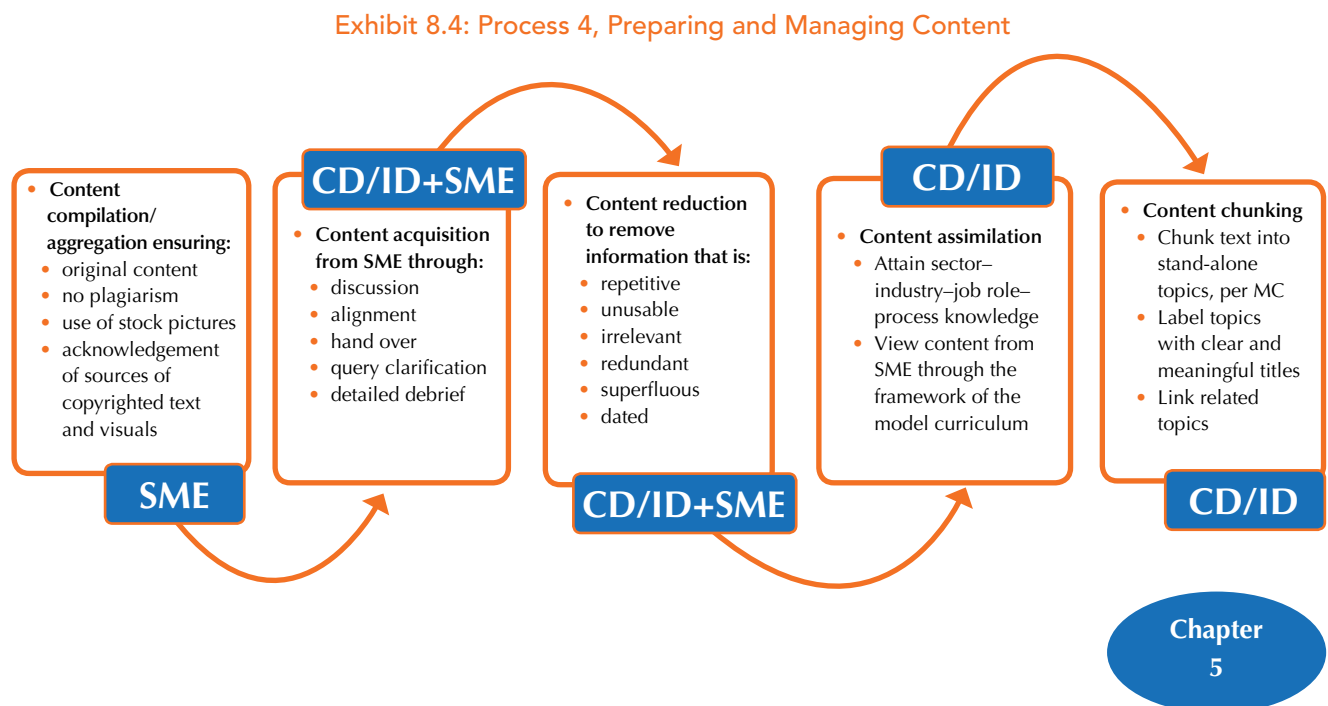 Exhibit 8.4: Process 4, Preparing and Managing Content
• Content
compilation/
aggregation ensuring:
• original content
• no plagiarism
• use of stock pictures
• acknowledgement
of sources of
copyrighted text
and visuals
SME
CD/ID+SME
• Content acquisition
from SME through:
• discussion
• alignment
• hand over
• query clarification
• detailed debrief
• Content reduction
to remove
information that is:
• repetitive
• unusable
• irrelevant
• redundant
• superfluous
• dated
CD/ID+SME
CD/ID
• Content assimilation
• Attain sector–
industry–job role–
process knowledge
• View content from
SME through the
framework of the
model curriculum
• Content chunking
• Chunk text into
stand-alone
topics, per MC
• Label topics
with clear and
meaningful titles
• Link related
topics
CD/ID
Chapter
5